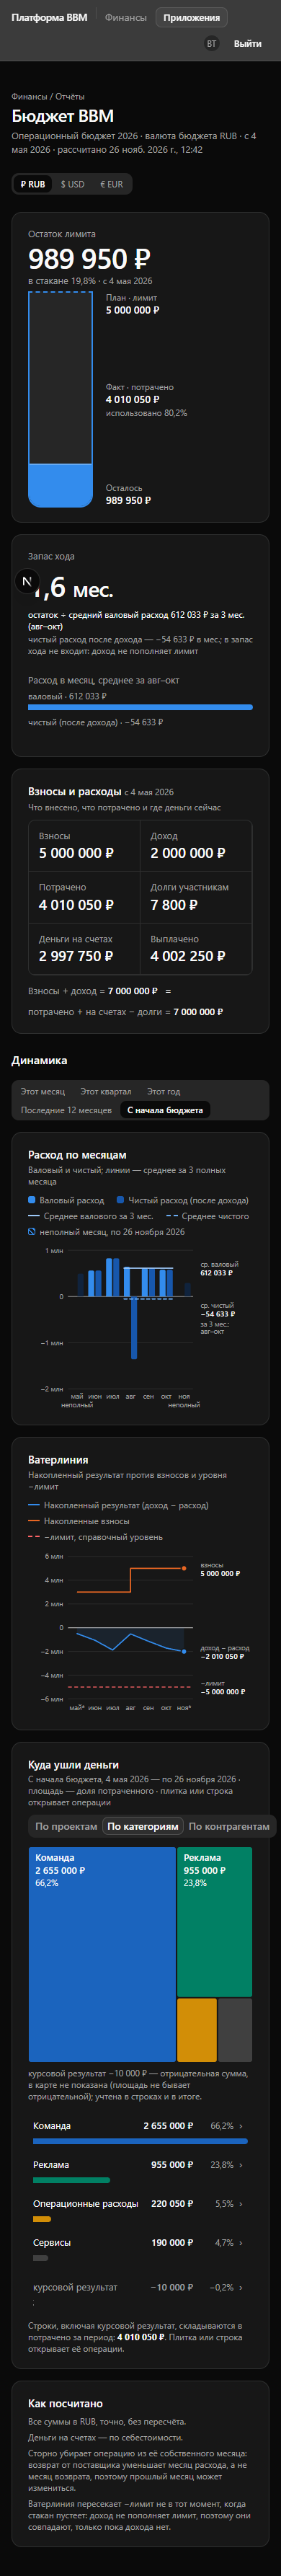 Платформа ВВМ
Финансы
Приложения
ВТ
Выйти
Финансы / Отчёты
Бюджет ВВМ
Операционный бюджет 2026 · валюта бюджета RUB · с 4
мая 2026 · рассчитано 26 нояб. 2026 г., 12:42
₽ RUB
$ USD
€ EUR
Остаток лимита
989 950 ₽
в стакане 19,8% · с 4 мая 2026
План · лимит
5 000 000 ₽
Факт · потрачено
4 010 050 ₽
использовано 80,2%
Осталось
989 950 ₽
Запас хода
N
,6 мес.
остаток ÷ средний валовый расход 612 033 ₽ за 3 мес.
(авг–окт)
чистый расход после дохода — −54 633 ₽ в мес.; в запас
хода не входит: доход не пополняет лимит
Расход в месяц, среднее за авг–окт
валовый · 612 033 ₽
чистый (после дохода) · −54 633 ₽
Взносы и расходы с 4 мая 2026
Что внесено, что потрачено и где деньги сейчас
Взносы
5 000 000 ₽
Доход
2 000 000 ₽
Потрачено
4 010 050 ₽
Долги участникам
7 800 ₽
Деньги на счетах
2 997 750 ₽
Выплачено
4 002 250 ₽
Взносы + доход = 7 000 000 ₽ =
потрачено + на счетах − долги = 7 000 000 ₽
Динамика
Этот месяц
Этот квартал
Этот год
Последние 12 месяцев
С начала бюджета
Расход по месяцам
Валовый и чистый; линии — среднее за 3 полных
месяца
Валовый расход
Чистый расход (после дохода)
Среднее валового за 3 мес.
Среднее чистого
неполный месяц, по 26 ноября 2026
1 млн
0
−1 млн
−2 млн
ср. валовый
612 033 ₽
ср. чистый
−54 633 ₽
за 3 мес.:
авг–окт
май июн июл авг сен окт ноя
неполный
неполный
Ватерлиния
Накопленный результат против взносов и уровня
−лимит
Накопленный результат (доход − расход)
Накопленные взносы
−лимит, справочный уровень
6 млн
4 млн
2 млн
0
−2 млн
−4 млн
−6 млн
взносы
5 000 000 ₽
доход − расход
−2 010 050 ₽
−лимит
−5 000 000 ₽
май* июн июл авг сен окт ноя*
Куда ушли деньги
С начала бюджета, 4 мая 2026 — по 26 ноября 2026 ·
площадь — доля потраченного · плитка или строка
открывает операции
По проектам
По категориям
По контрагентам
Команда
2 655 000 ₽
66,2%
Реклама
955 000 ₽
23,8%
курсовой результат −10 000 ₽ — отрицательная сумма,
в карте не показана (площадь не бывает
отрицательной); учтена в строках и в итоге.
Команда 2 655 000 ₽ 66,2% ›
Реклама 955 000 ₽ 23,8% ›
Операционные расходы 220 050 ₽ 5,5% ›
Сервисы 190 000 ₽ 4,7% ›
курсовой результат −10 000 ₽ −0,2% ›
Строки, включая курсовой результат, складываются в
потрачено за период: 4 010 050 ₽. Плитка или строка
открывает её операции.
Как посчитано
Все суммы в RUB, точно, без пересчёта.
Деньги на счетах — по себестоимости.
Сторно убирает операцию из её собственного месяца:
возврат от поставщика уменьшает месяц расхода, а не
месяц возврата, поэтому прошлый месяц может
измениться.
Ватерлиния пересекает −лимит не в тот момент, когда
стакан пустеет: доход не пополняет лимит, поэтому они
совпадают, только пока дохода нет.